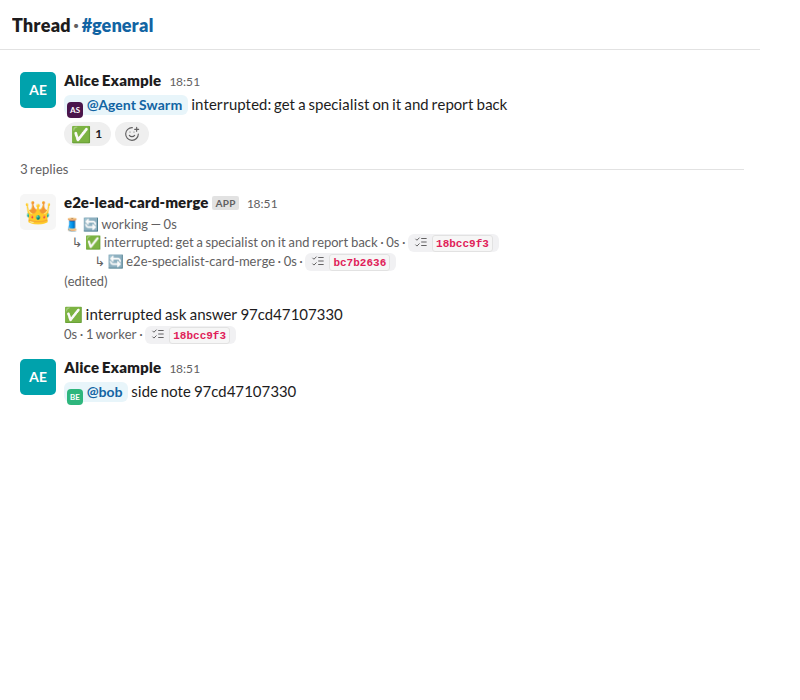 Thread • #general
AE
Alice Example 18:51
AS @Agent Swarm interrupted: get a specialist on it and report back
✅ 1
3 replies
e2e-lead-card-merge APP 18:51
🧵 🔄 working — 0s
↳ ✅ interrupted: get a specialist on it and report back · 0s · 18bcc9f3
↳ 🔄 e2e-specialist-card-merge · 0s · bc7b2636
(edited)
✅ interrupted ask answer 97cd47107330
0s · 1 worker · 18bcc9f3
AE
Alice Example 18:51
BE @bob side note 97cd47107330